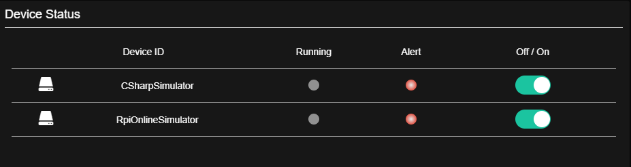 Device Status
Device ID Running Alert Off / On
CSharpSimulator
RpiOnlineSimulator